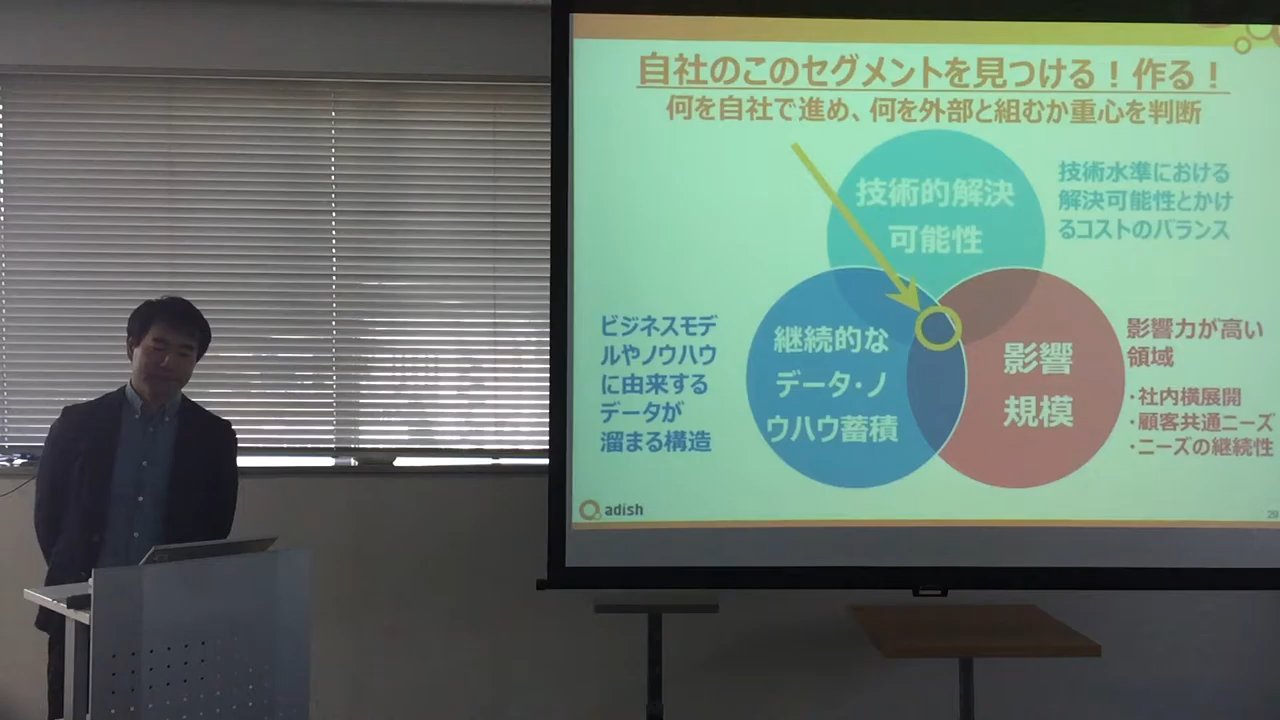 自社のこのセグメントを見つける！作る！
何を自社で進め、何を外部と組むか重心を判断
技術的解決
可能性
技術水準における
解決可能性とかけ
るコストのバランス
ビジネスモデ
ルやノウハウ
に由来する
データが
溜まる構造
継続的な
データ・ノ
ウハウ蓄積
影響
規模
影響力が高い
領域
・社内横展開
・顧客共通ニーズ
・ニーズの継続性
adish
29